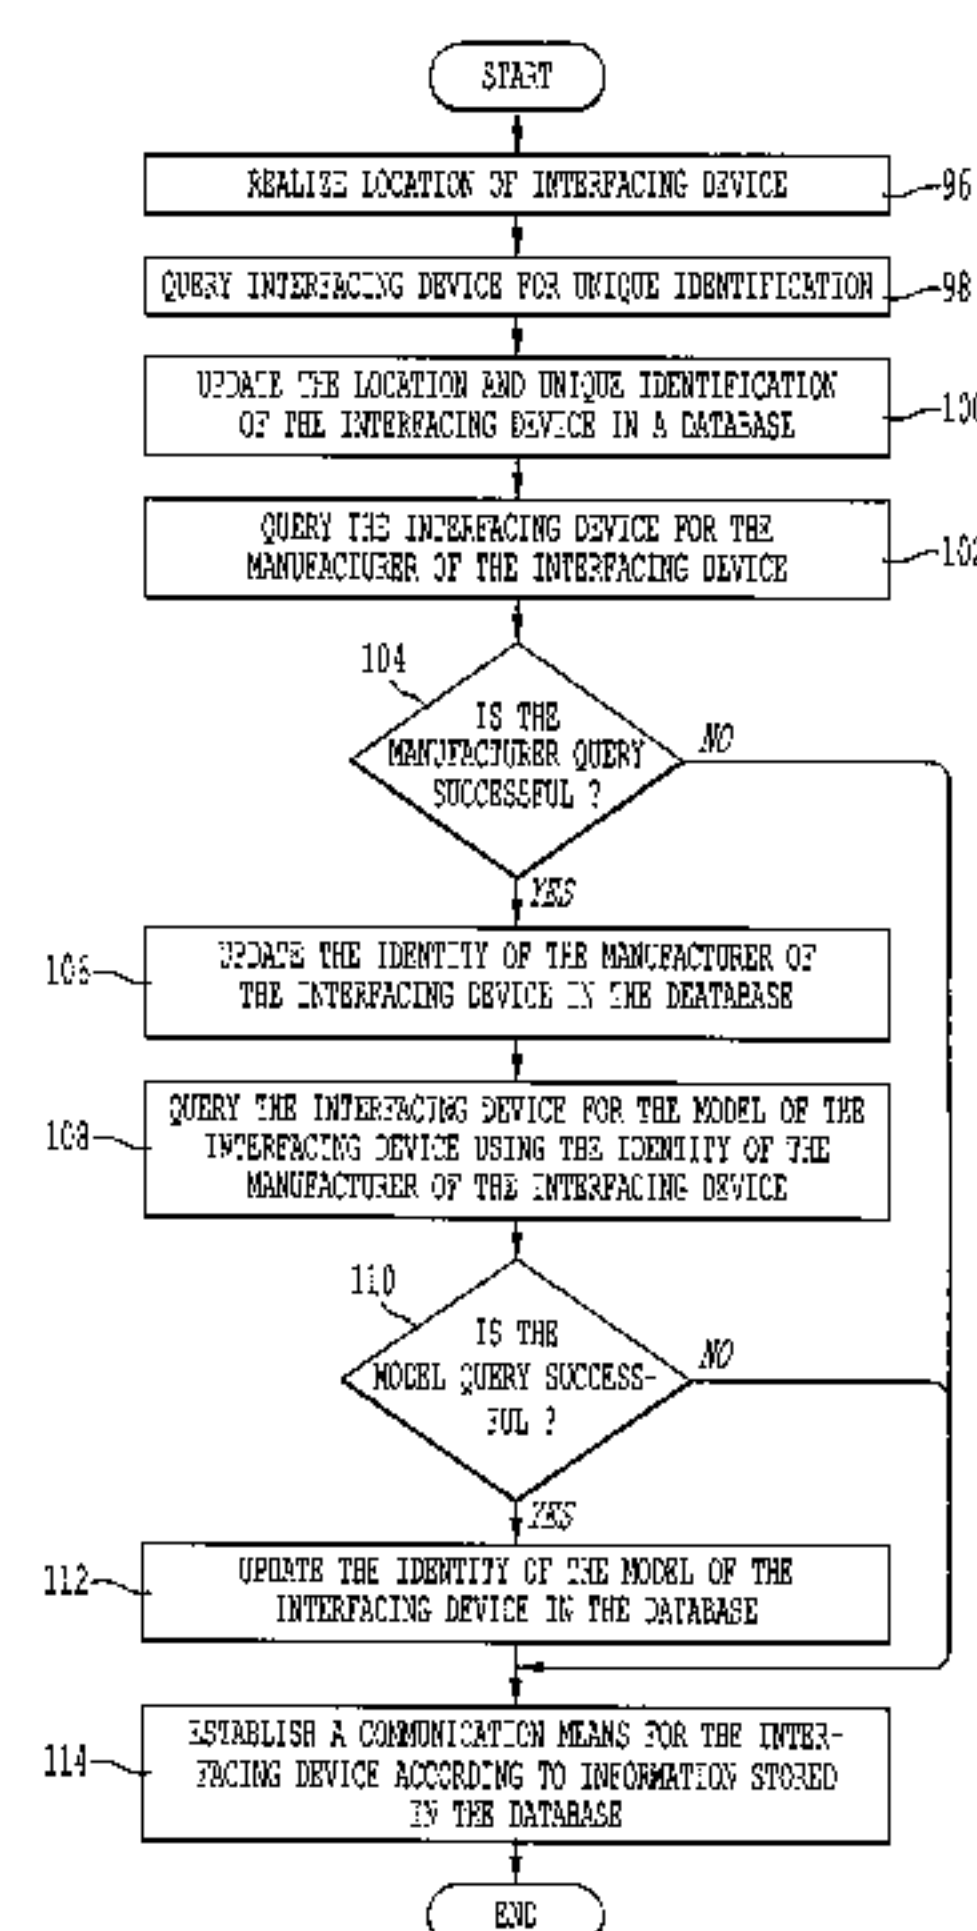 START
REALIZE LOCATION OF INTERFACING DEVICE
96
QUERY INTERFACING DEVICE FOR UNIQUE IDENTIFICATION
98
UPDATE THE LOCATION AND UNIQUE IDENTIFICATION
OF THE INTERFACING DEVICE IN A DATABASE
100
QUERY THE INTERFACING DEVICE FOR THE
MANUFACTURER OF THE INTERFACING DEVICE
102
104
IS THE
MANUFACTURER QUERY
SUCCESSFUL ?
NO
YES
106
UPDATE THE IDENTITY OF THE MANUFACTURER OF
THE INTERFACING DEVICE IN THE DEATABASE
108
QUERY THE INTERFACING DEVICE FOR THE MODEL OF THE
INTERFACING DEVICE USING THE IDENTITY OF THE
MANUFACTURER OF THE INTERFACING DEVICE
110
IS THE
MODEL QUERY SUCCESS-
FUL ?
NO
YES
112
UPDATE THE IDENTITY OF THE MODEL OF THE
INTERFACING DEVICE IN THE DATABASE
114
ESTABLISH A COMMUNICATION MEANS FOR THE INTER-
FACING DEVICE ACCORDING TO INFORMATION STORED
IN THE DATABASE
END